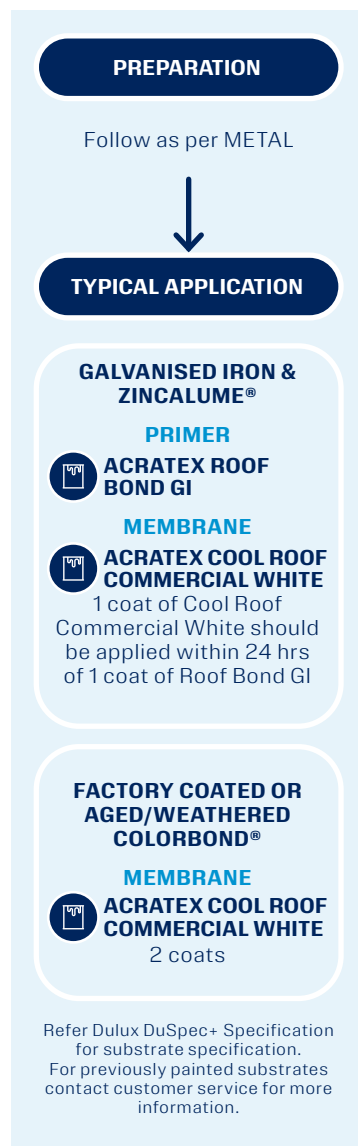 PREPARATION
Follow as per METAL
TYPICAL APPLICATION
GALVANISED IRON &
ZINCALUME®
PRIMER
ACRATEX ROOF
BOND GI
MEMBRANE
ACRATEX COOL ROOF
COMMERCIAL WHITE
1 coat of Cool Roof
Commercial White should
be applied within 24 hrs
of 1 coat of Roof Bond GI
FACTORY COATED OR
AGED/WEATHERED
COLORBOND®
MEMBRANE
ACRATEX COOL ROOF
COMMERCIAL WHITE
2 coats
Refer Dulux DuSpec+ Specification
for substrate specification.
For previously painted substrates
contact customer service for more
information.